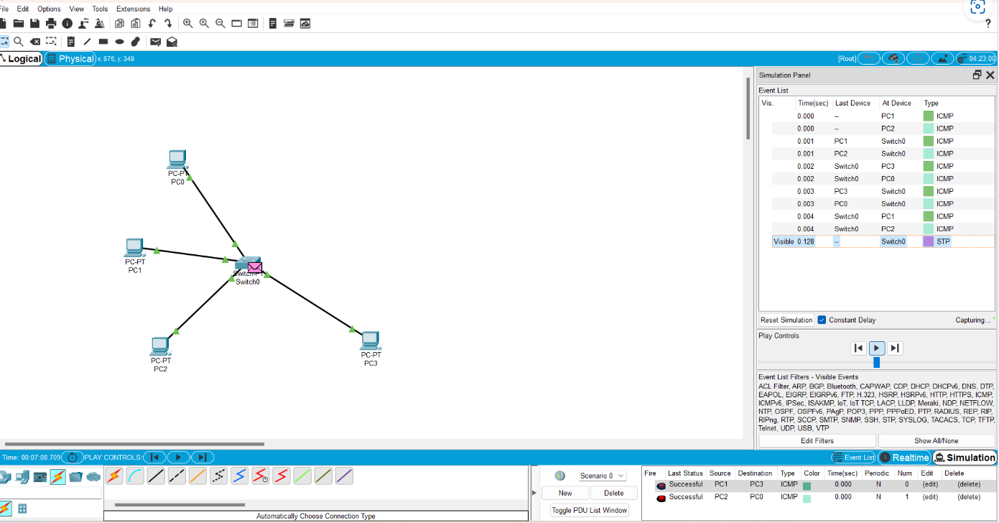 File Edit Options View Tools Extensions Help
?
Logical Physical x: 876, y: 349 [Root] 04:23:00
Simulation Panel
Event List
Vis. Time(sec) Last Device At Device Type
0.000 -- PC1 ICMP
0.000 -- PC2 ICMP
0.001 PC1 Switch0 ICMP
0.001 PC2 Switch0 ICMP
0.002 Switch0 PC3 ICMP
0.002 Switch0 PC0 ICMP
0.003 PC3 Switch0 ICMP
0.003 PC0 Switch0 ICMP
0.004 Switch0 PC1 ICMP
0.004 Switch0 PC2 ICMP
Visible 0.128 -- Switch0 STP
PC-PT
PC0
PC-PT
PC1
Switch-PT
Switch0
PC-PT
PC2
PC-PT
PC3
Reset Simulation Constant Delay Capturing...
Play Controls
Event List Filters - Visible Events
ACL Filter, ARP, BGP, Bluetooth, CAPWAP, CDP, DHCP, DHCPv6, DNS, DTP,
EAPOL, EIGRP, EIGRPv6, FTP, H.323, HSRP, HSRPv6, HTTP, HTTPS, ICMP,
ICMPv6, IPSec, ISAKMP, IoT, IoT TCP, LACP, LLDP, Meraki, NDP, NETFLOW,
NTP, OSPF, OSPFv6, PAgP, POP3, PPP, PPPoED, PTP, RADIUS, REP, RIP,
RIPng, RTP, SCCP, SMTP, SNMP, SSH, STP, SYSLOG, TACACS, TCP, TFTP,
Telnet, UDP, USB, VTP
Edit Filters Show All/None
Time: 00:07:08.709 PLAY CONTROLS: Event List Realtime Simulation
Scenario 0
New Delete
Toggle PDU List Window
Fire Last Status Source Destination Type Color Time(sec) Periodic Num Edit Delete
Successful PC1 PC3 ICMP 0.000 N 0 (edit) (delete)
Successful PC2 PC0 ICMP 0.000 N 1 (edit) (delete)
Automatically Choose Connection Type